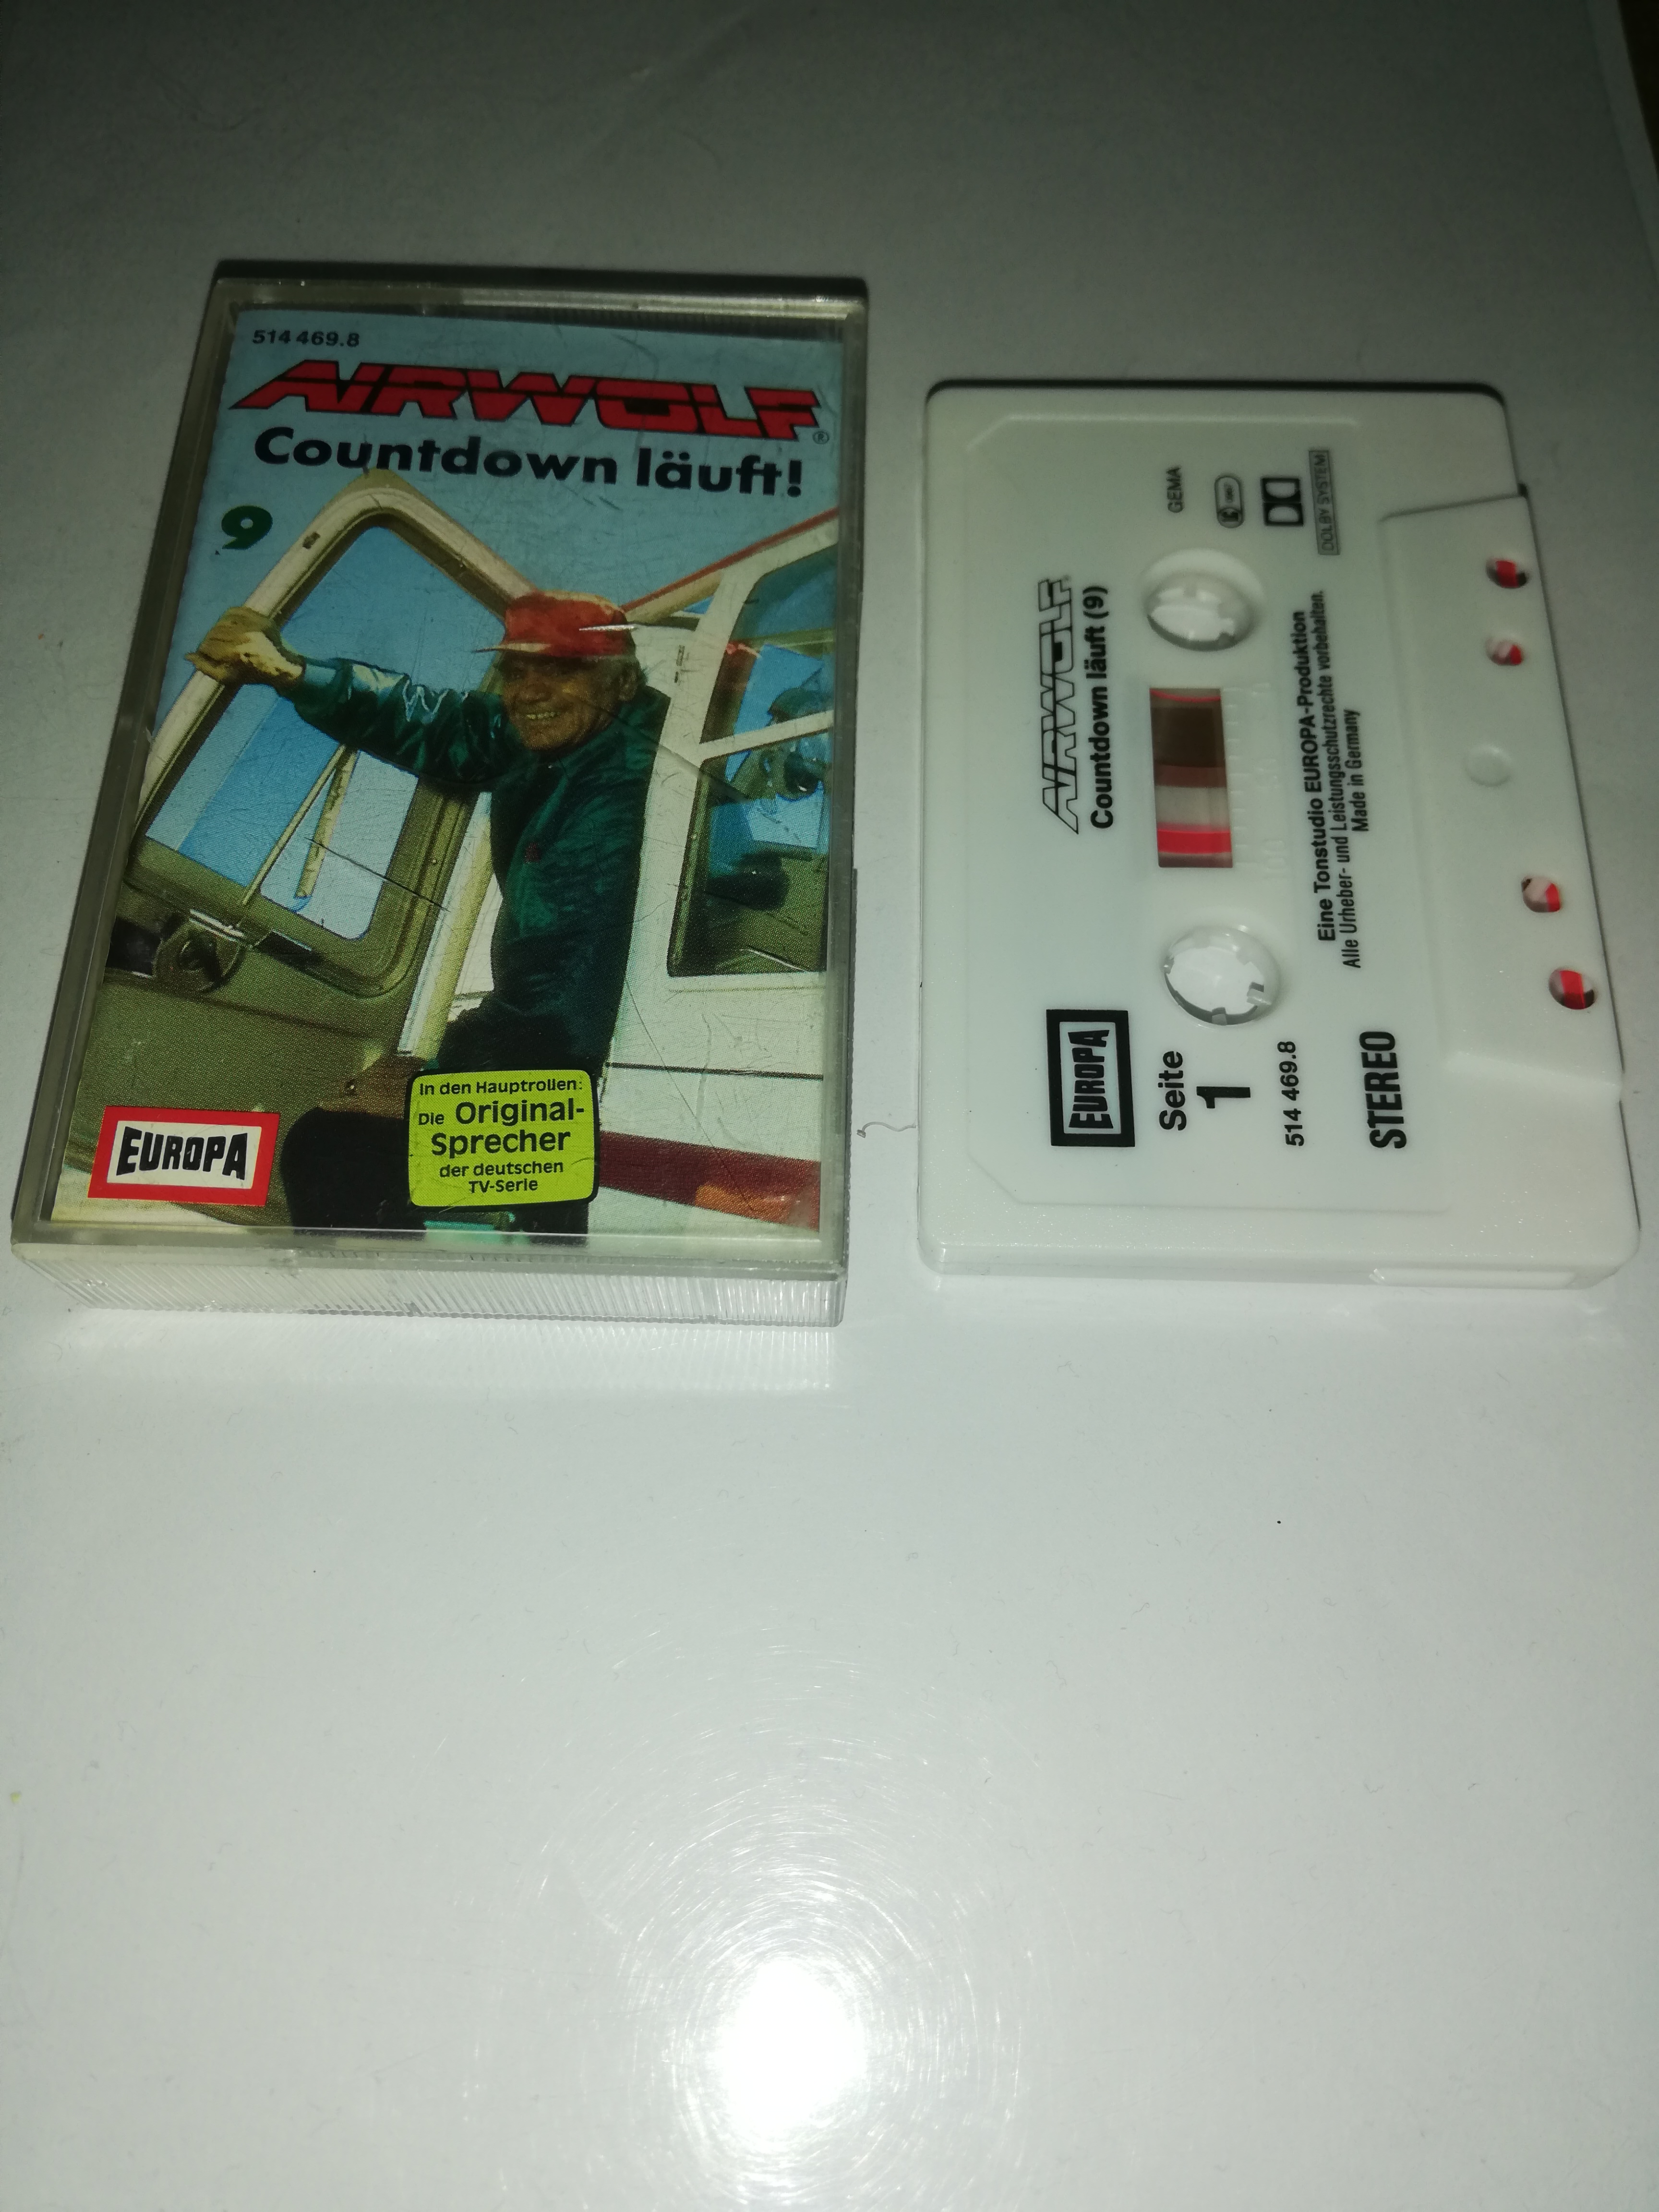 514 469.8
AIRWOLF®
Countdown läuft!
9
In den Hauptrollen:
Die Original-
Sprecher
der deutschen
TV-Serie
EUROPA
AIRWOLF
Countdown läuft (9)
GEMA
DOLBY SYSTEM
EUROPA
Seite
1
514 469.8
STEREO
Eine Tonstudio EUROPA-Produktion
Alle Urheber- und Leistungsschutzrechte vorbehalten.
Made in Germany